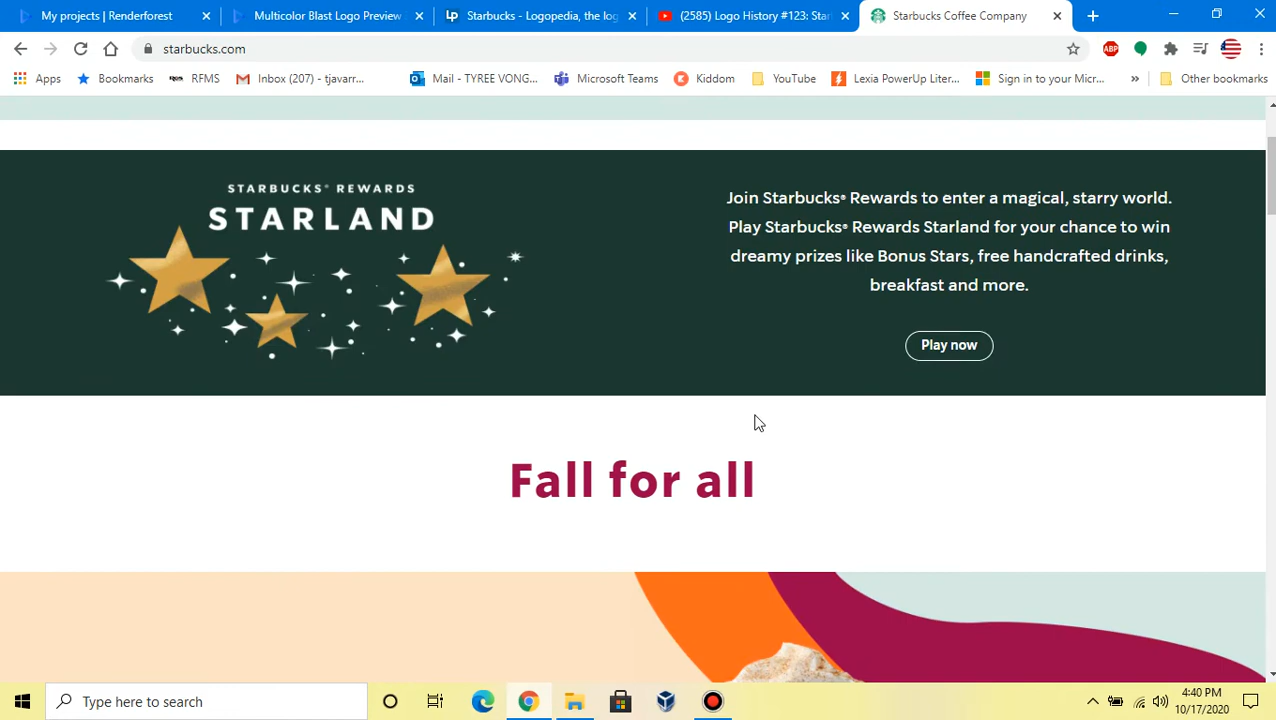 My projects | Renderforest
Multicolor Blast Logo Preview
Starbucks - Logopedia, the log
(2585) Logo History #123: Star
Starbucks Coffee Company
starbucks.com
ABP
Apps
Bookmarks
RFMS
Inbox (207) - tjavarr...
Mail - TYREE VONG...
Microsoft Teams
Kiddom
YouTube
Lexia PowerUp Liter...
Sign in to your Micr...
Other bookmarks
STARBUCKS® REWARDS
STARLAND
Join Starbucks® Rewards to enter a magical, starry world.
Play Starbucks® Rewards Starland for your chance to win
dreamy prizes like Bonus Stars, free handcrafted drinks,
breakfast and more.
Play now
Fall for all
Type here to search
4:40 PM
10/17/2020